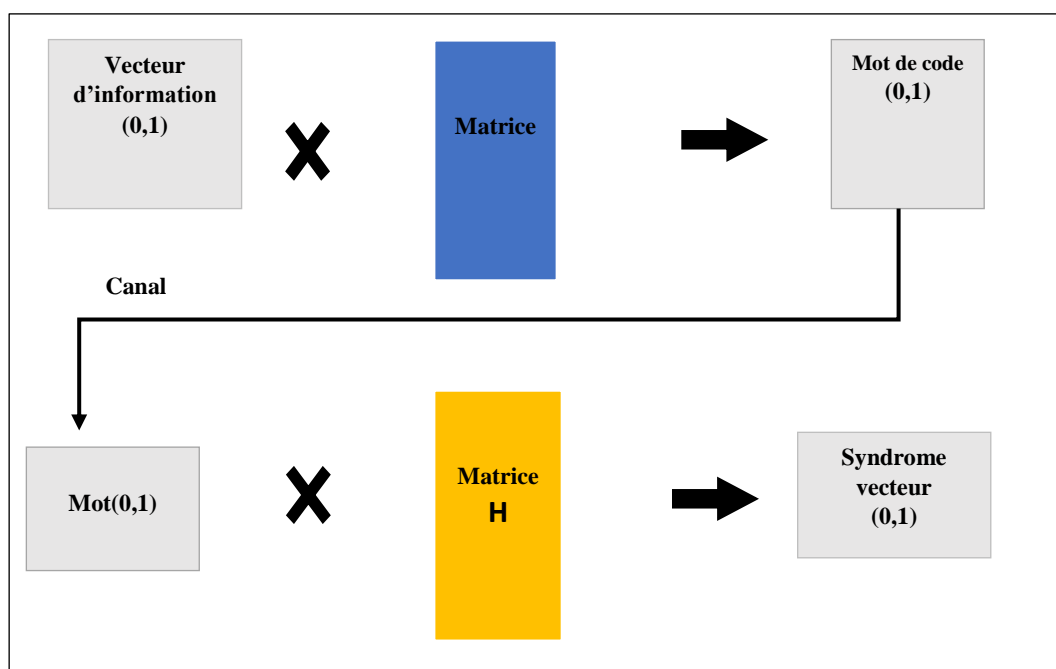 Vecteur
d’information
(0,1)
Matrice
Mot de code
(0,1)
Canal
Mot(0,1)
Matrice
H
Syndrome
vecteur
(0,1)